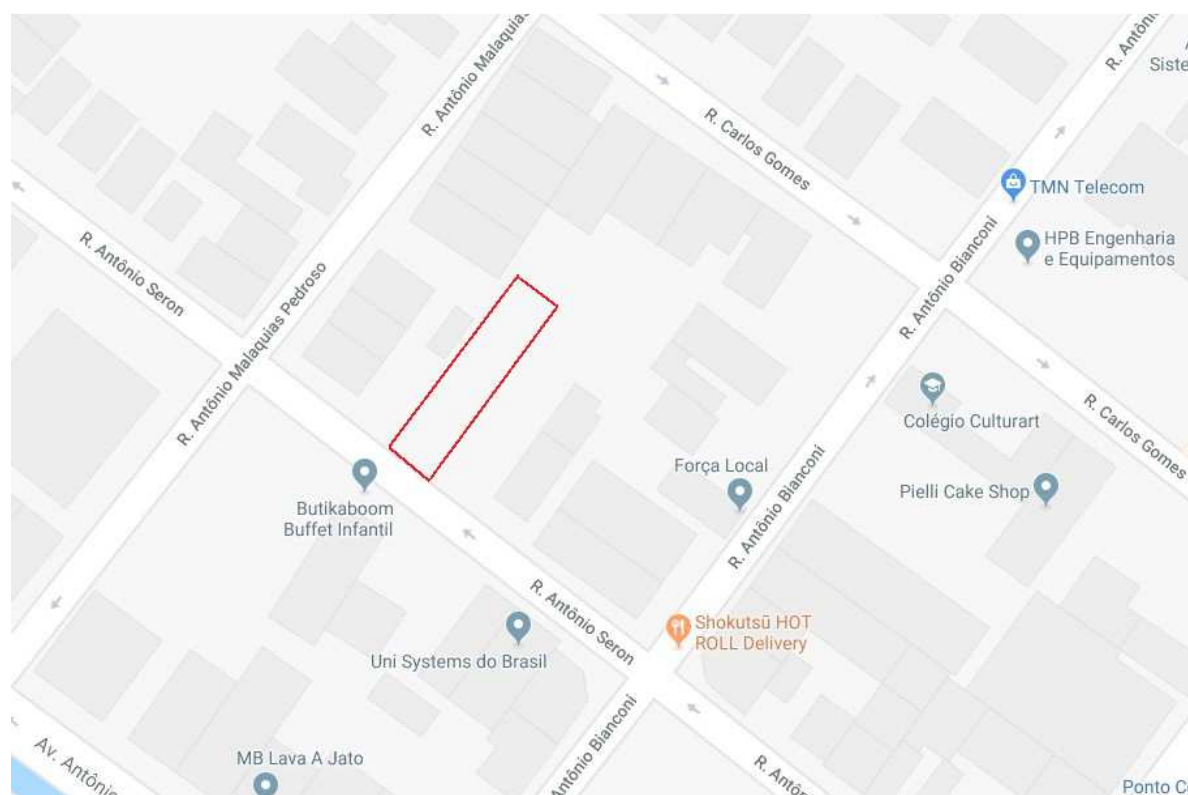 R. Antônio Malaquias
R. Antônio
Siste
R. Carlos Gomes
TMN Telecom
R. Antônio Bianconi
HPB Engenharia
e Equipamentos
R. Antônio Seron
R. Antônio Malaquias Pedroso
Colégio Culturart
R. Carlos Gomes
Força Local
Pielli Cake Shop
Butikaboom
Buffet Infantil
R. Antônio Bianconi
R. Antônio Seron
Shokutsū HOT
ROLL Delivery
Uni Systems do Brasil
Antônio Bianconi
Av. Antônio
MB Lava A Jato
R. Antôn
Ponto C